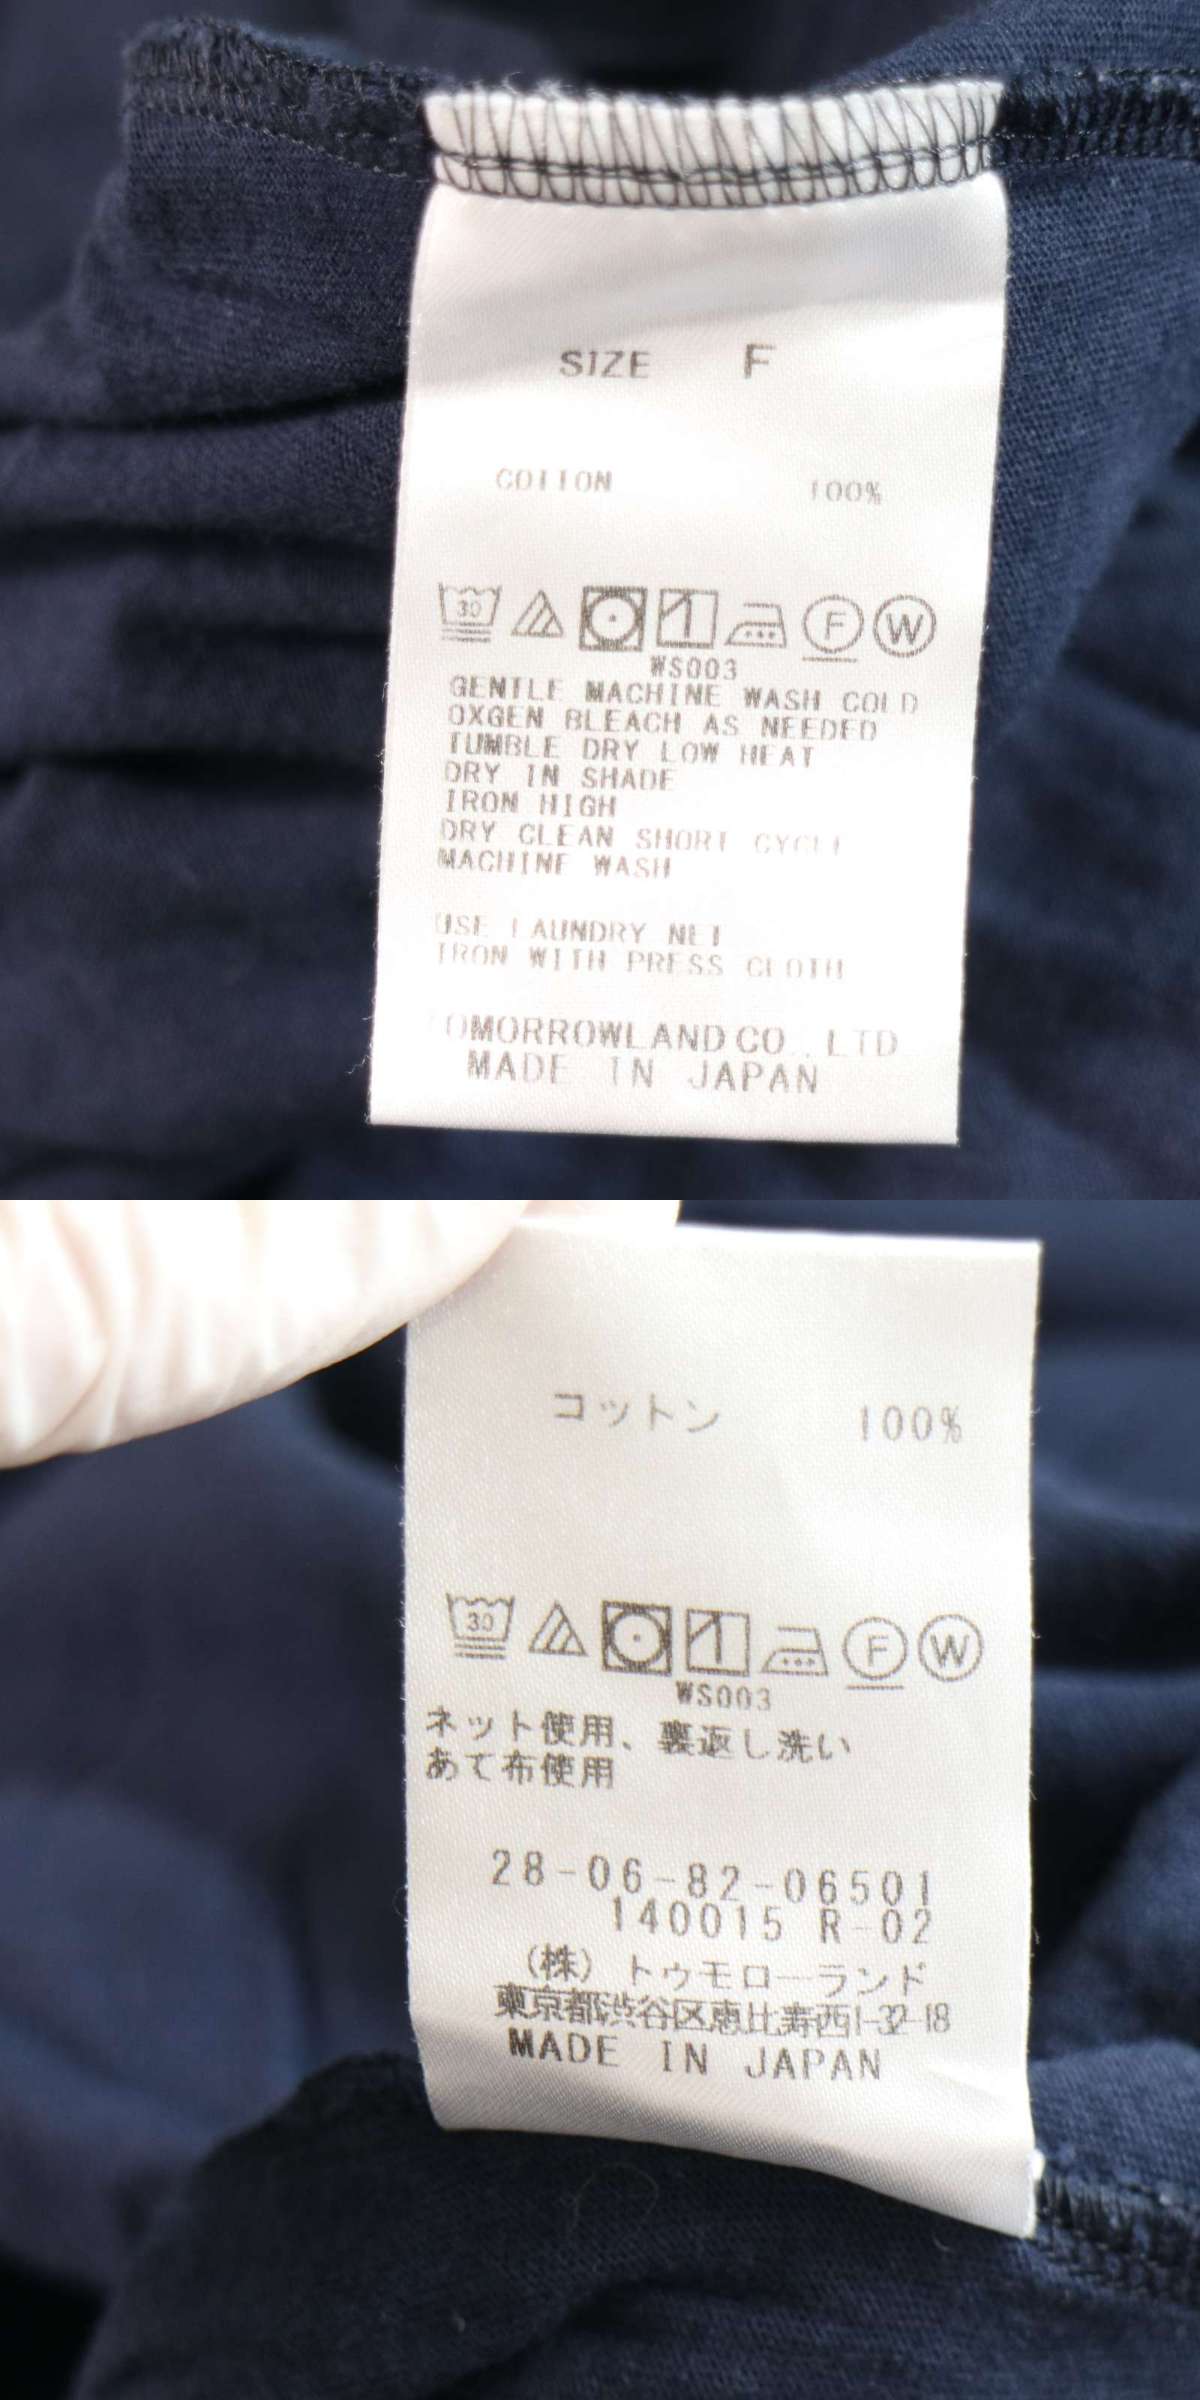 SIZE F
COTTON 100%
30 F W
WS003
GENTLE MACHINE WASH COLD
OXGEN BLEACH AS NEEDED
TUMBLE DRY LOW HEAT
DRY IN SHADE
IRON HIGH
DRY CLEAN SHORT CYCLE
MACHINE WASH
USE LAUNDRY NET
IRON WITH PRESS CLOTH
TOMORROWLAND CO., LTD
MADE IN JAPAN
コットン 100%
30 F W
WS003
ネット使用、裏返し洗い
あて布使用
28-06-82-06501
140015 R-02
(株)トゥモローランド
東京都渋谷区恵比寿西1-32-18
MADE IN JAPAN